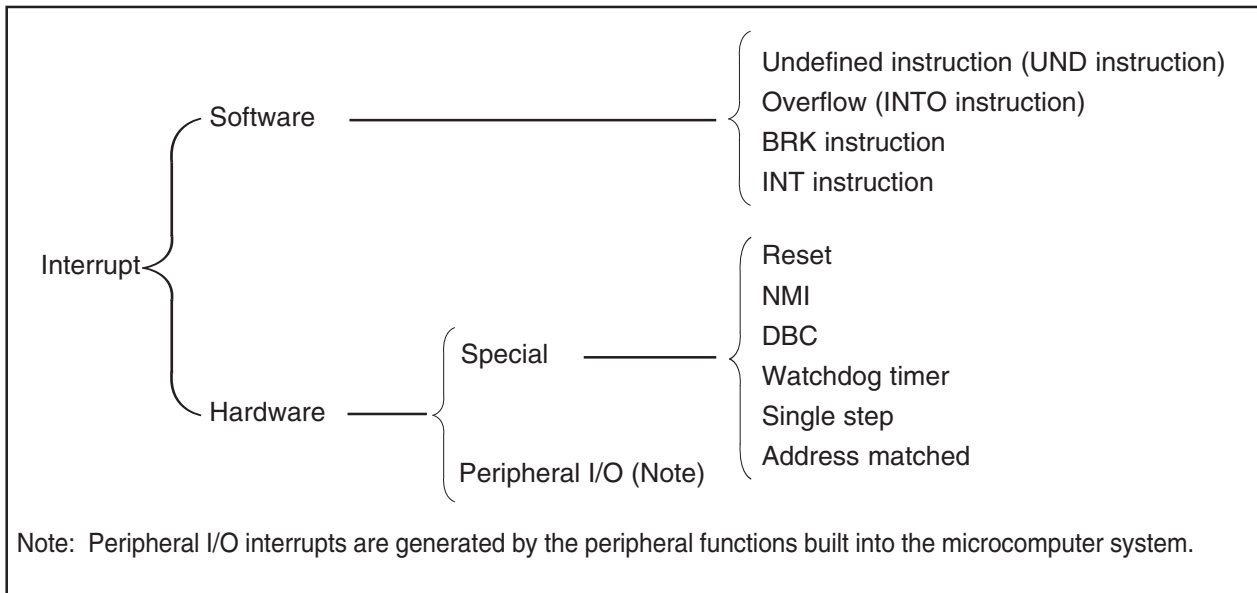 Undefined instruction (UND instruction)
Overflow (INTO instruction)
Software
BRK instruction
INT instruction
Interrupt
Reset
NMI
DBC
Special
Watchdog timer
Single step
Hardware
Address matched
Peripheral I/O (Note)
Note: Peripheral I/O interrupts are generated by the peripheral functions built into the microcomputer system.